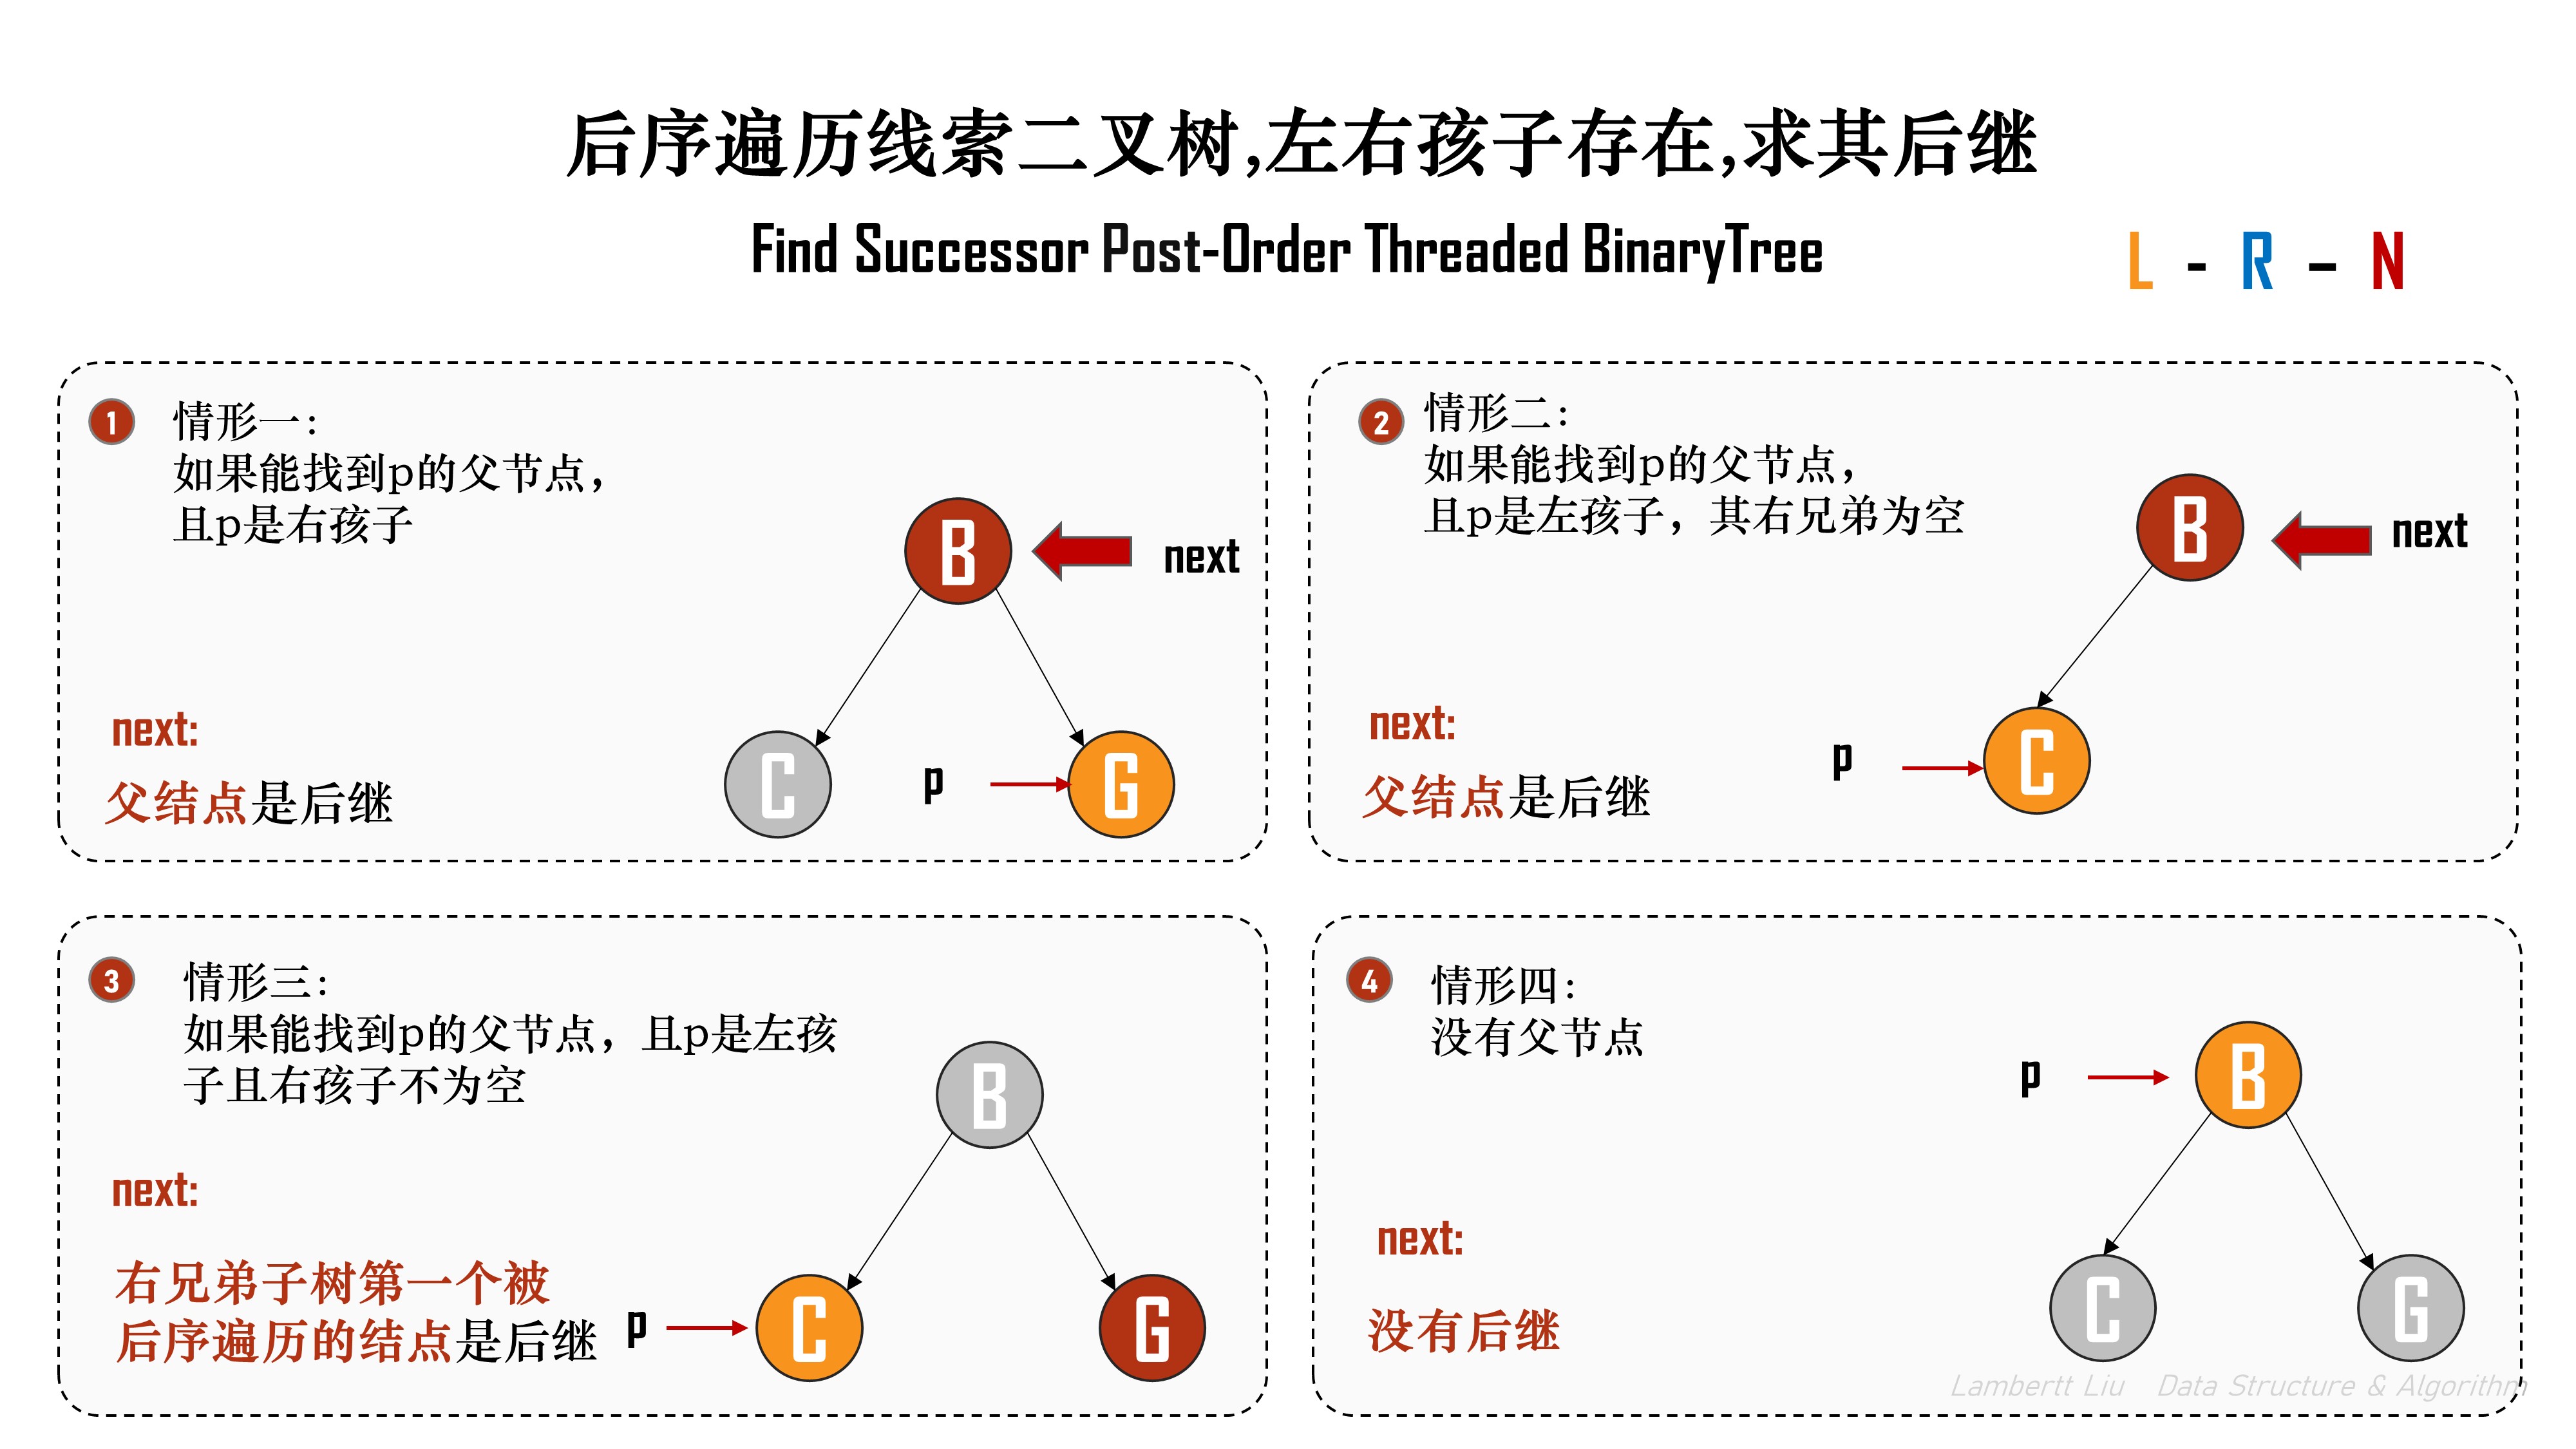 后序遍历线索二叉树,左右孩子存在,求其后继
Find Successor Post-Order Threaded BinaryTree
L - R – N
1
情形一：
如果能找到p的父节点，
且p是右孩子
B
next
C
p
G
next:
父结点是后继
2
情形二：
如果能找到p的父节点，
且p是左孩子，其右兄弟为空
B
next
p
C
next:
父结点是后继
3
情形三：
如果能找到p的父节点，且p是左孩
子且右孩子不为空
B
next:
右兄弟子树第一个被
后序遍历的结点是后继
p
C
G
4
情形四：
没有父节点
p
B
next:
没有后继
C
G
Lambertt Liu Data Structure & Algorithm